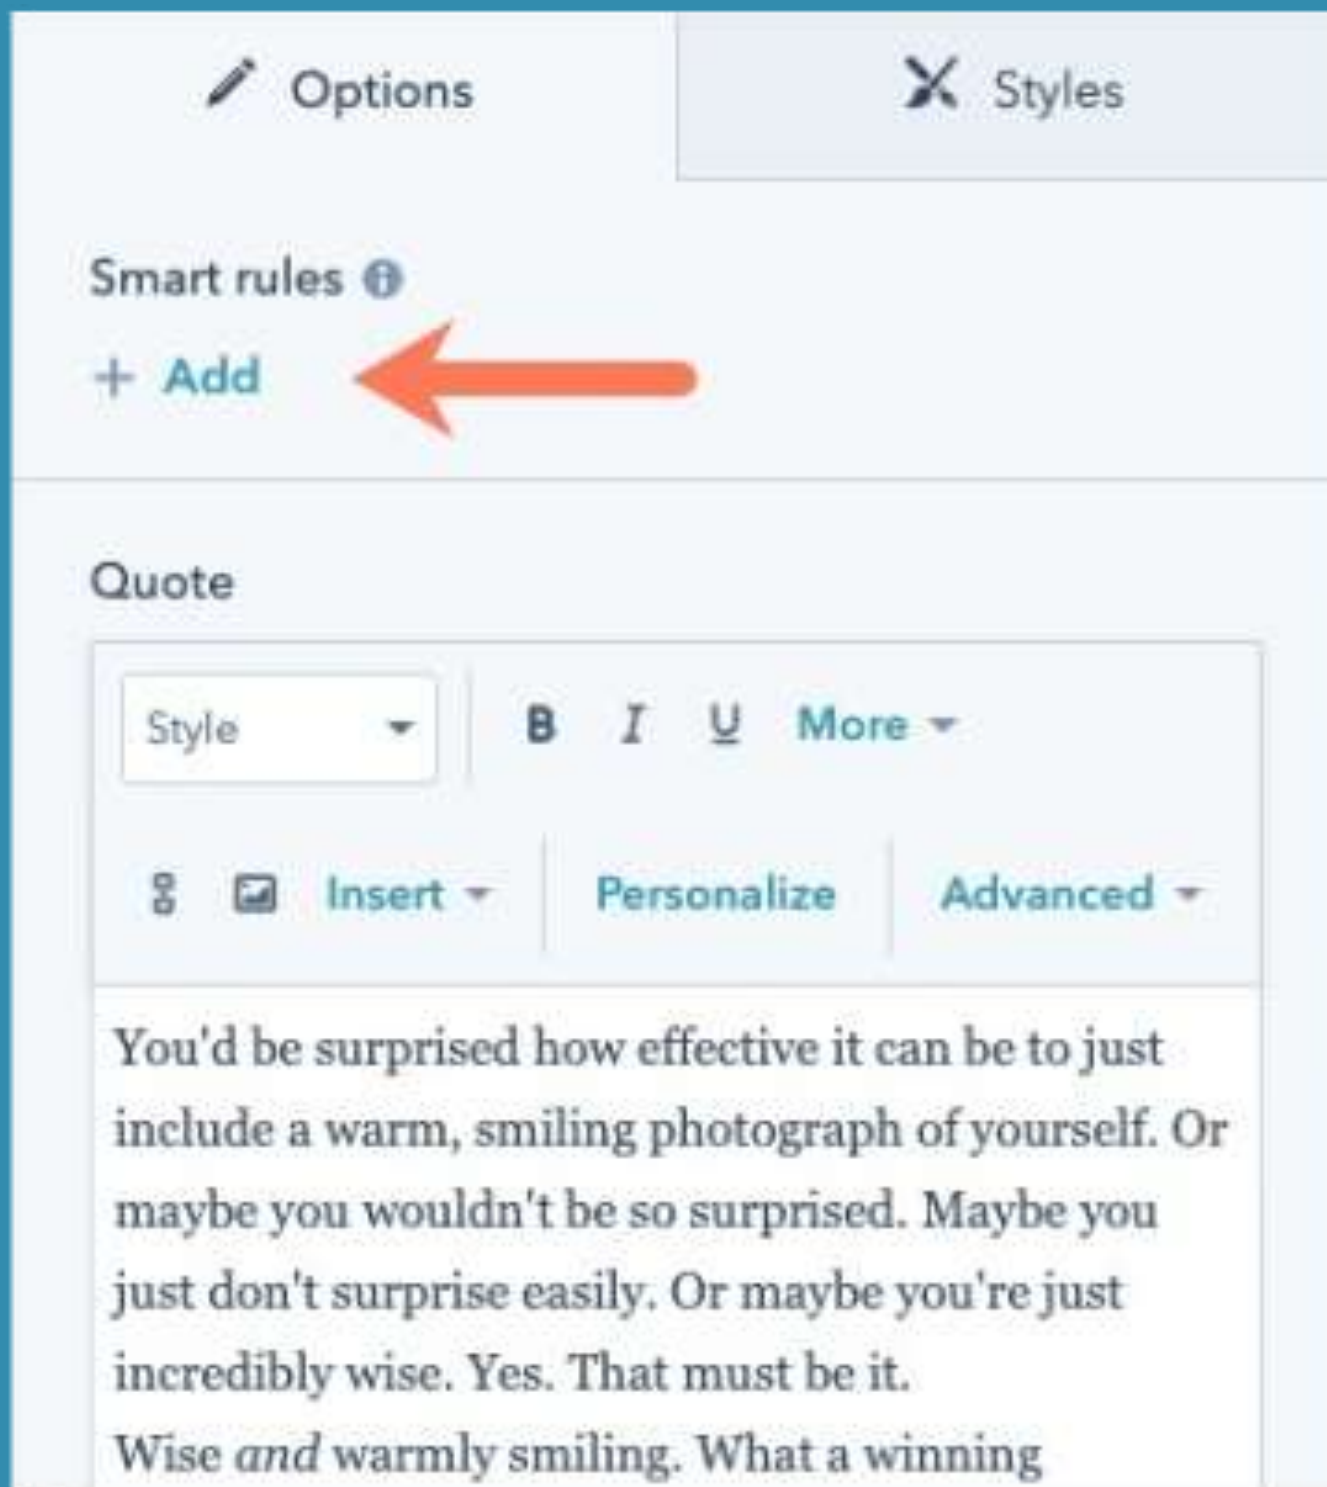 Options Styles
Smart rules
+ Add
Quote
Style B I U More
Insert Personalize Advanced
You'd be surprised how effective it can be to just
include a warm, smiling photograph of yourself. Or
maybe you wouldn't be so surprised. Maybe you
just don't surprise easily. Or maybe you're just
incredibly wise. Yes. That must be it.
Wise and warmly smiling. What a winning